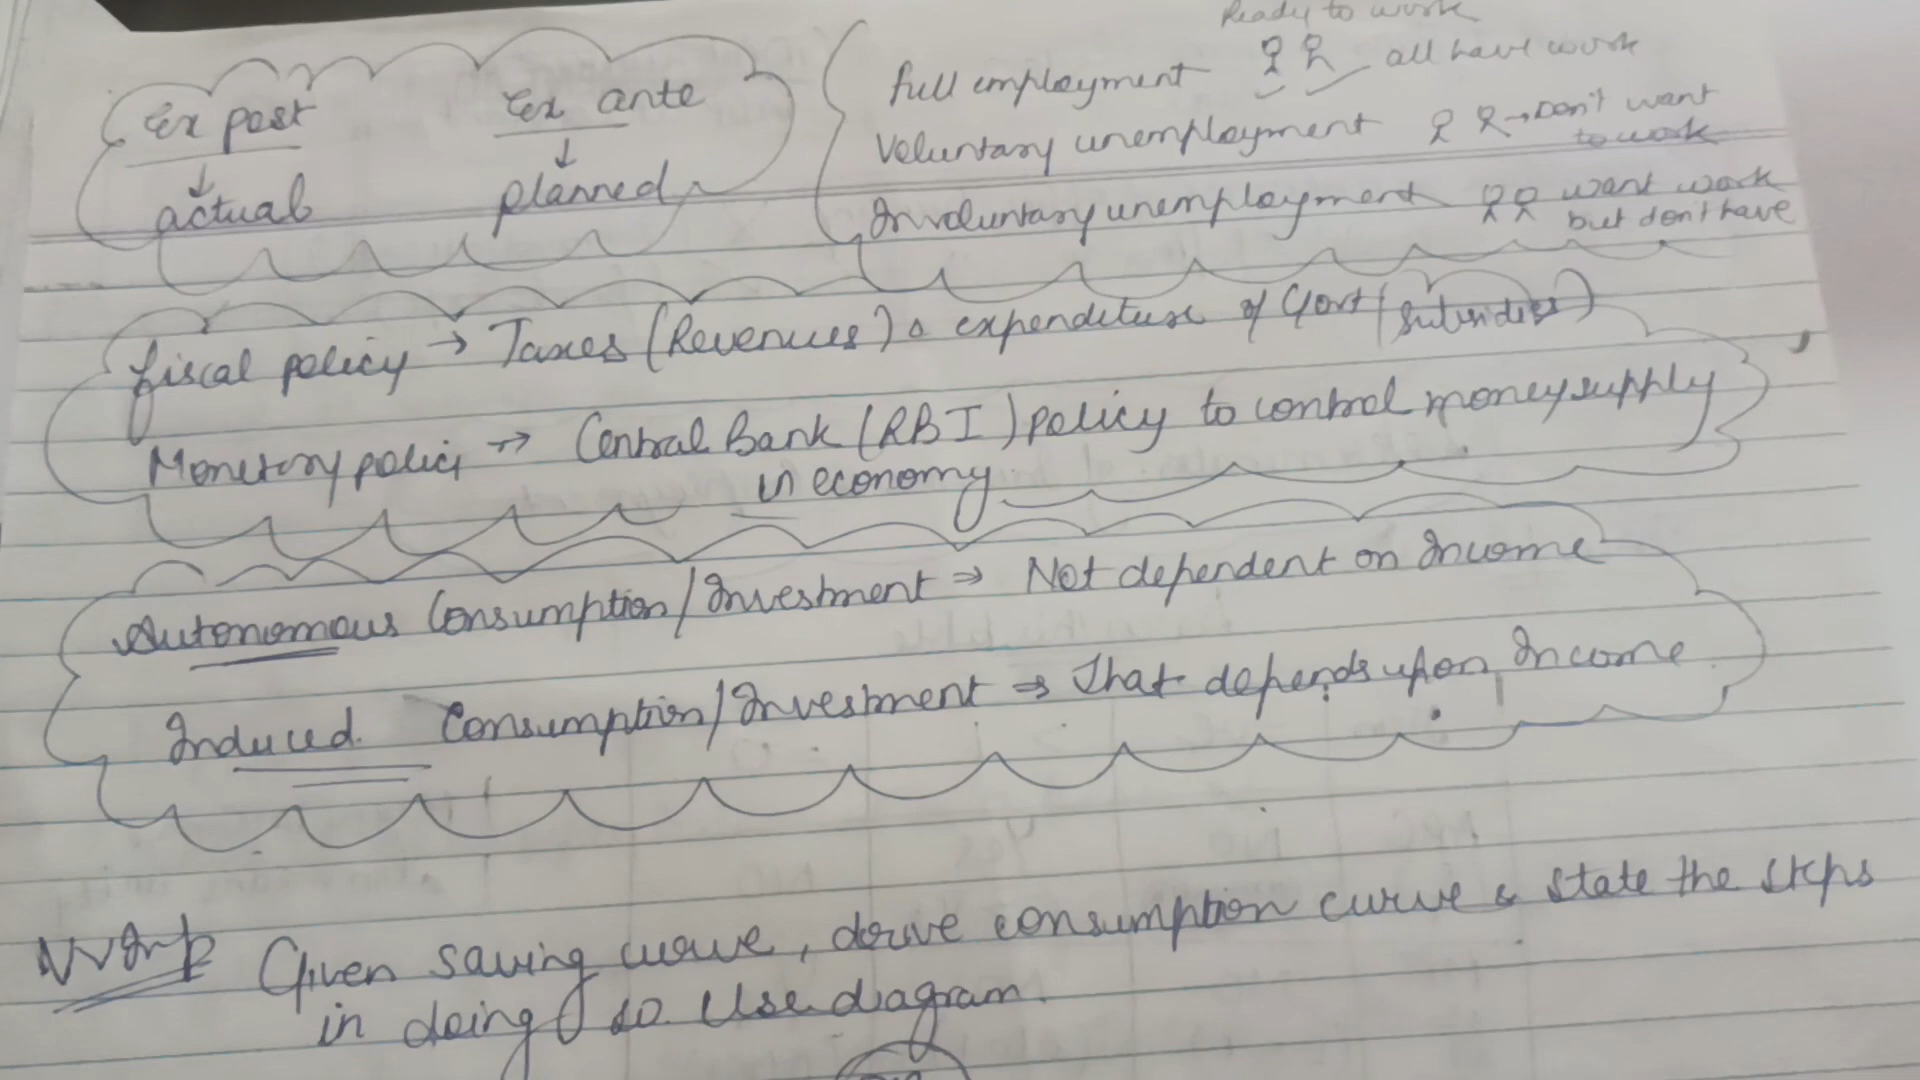 Ex post
Ex ante
actual
planned
Ready to work
full employment all have work
Voluntary unemployment Don't want
to work
Involuntary unemployment want work
but don't have
fiscal policy → Taxes (Revenues) & expenditure of Govt (Subsidies)
Monetory policy → Central Bank (RBI) policy to control money supply
in economy
Autonomous Consumption/Investment ⇒ Not dependent on Income
Induced Consumption/Investment ⇒ That depends upon Income
VVImp Given saving curve, derive consumption curve & state the steps
in doing so. Use diagram.